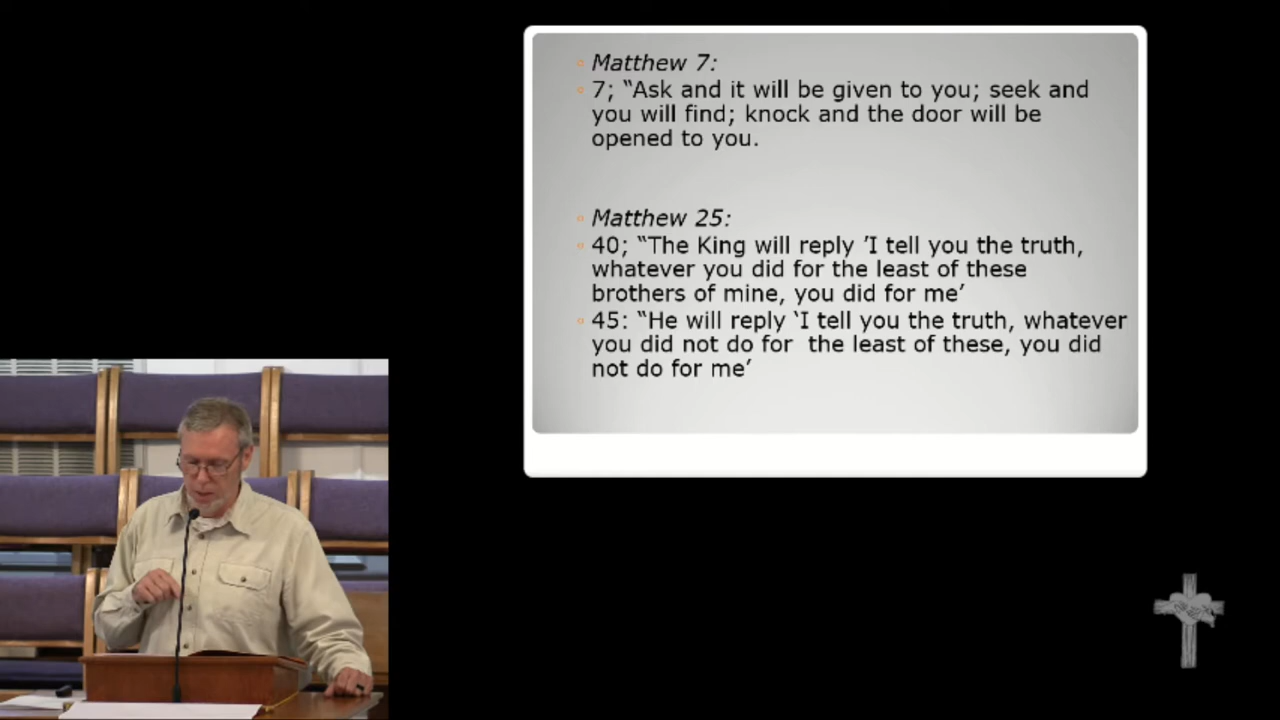 Matthew 7:
7; “Ask and it will be given to you; seek and
you will find; knock and the door will be
opened to you.
Matthew 25:
40; “The King will reply ’I tell you the truth,
whatever you did for the least of these
brothers of mine, you did for me’
45: “He will reply ‘I tell you the truth, whatever
you did not do for  the least of these, you did
not do for me’